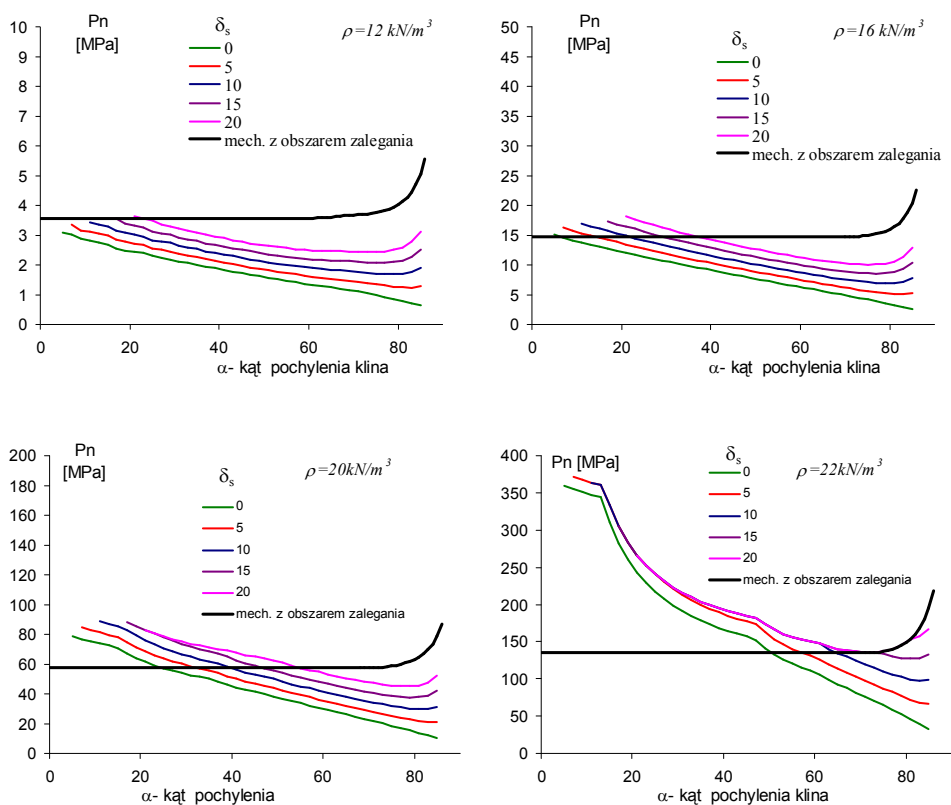 Pn
[MPa]
δs
ρ=12 kN/m³
0
5
10
15
20
mech. z obszarem zalegania
10
9
8
7
6
5
4
3
2
1
0
0 20 40 60 80
α- kąt pochylenia klina
Pn
[MPa]
δs
ρ=16 kN/m³
0
5
10
15
20
mech. z obszarem zalegania
50
45
40
35
30
25
20
15
10
5
0
0 20 40 60 80
α- kąt pochylenia klina
Pn
[MPa]
δs
ρ=20kN/m³
0
5
10
15
20
mech. z obszarem zalegania
200
180
160
140
120
100
80
60
40
20
0
0 20 40 60 80
α- kąt pochylenia
Pn [MPa]
δs
ρ=22kN/m³
0
5
10
15
20
mech. z obszarem zalegania
400
350
300
250
200
150
100
50
0
0 20 40 60 80
α- kąt pochylenia klina